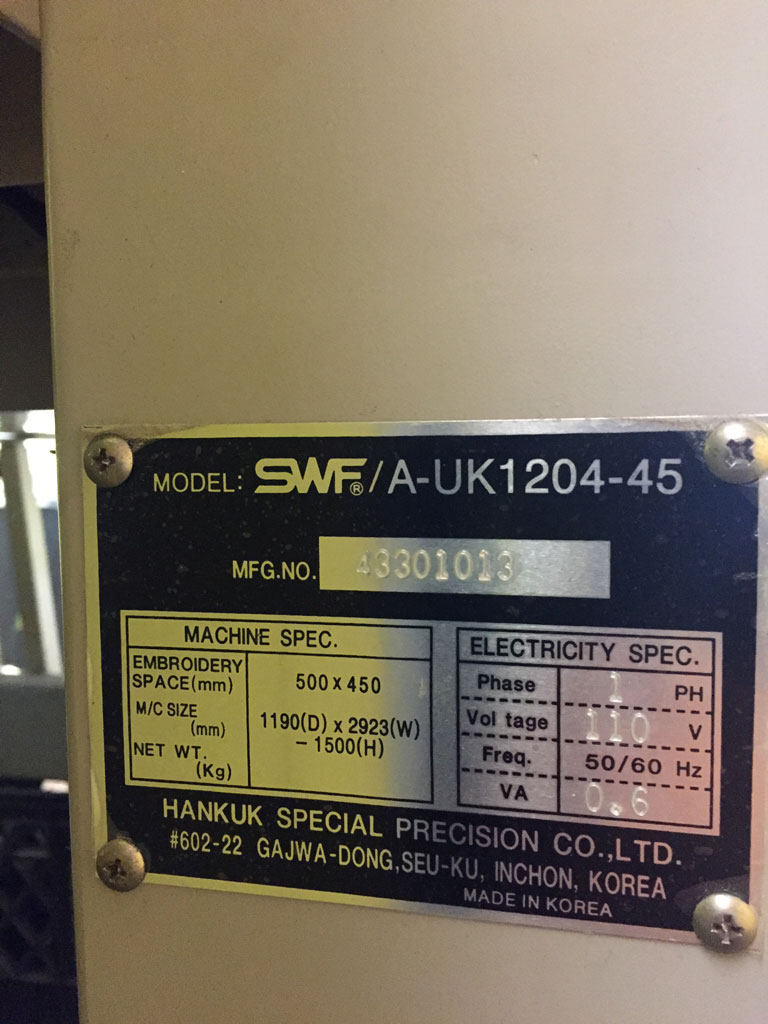 MODEL: SWF®/A-UK1204-45
MFG.NO. 43301013
MACHINE SPEC.
EMBROIDERY SPACE(mm) 500 x 450
M/C SIZE (mm) 1190(D) x 2923(W) - 1500(H)
NET WT. (Kg)
ELECTRICITY SPEC.
Phase 1 PH
Vol tage 110 V
Freq. 50/60 Hz
VA 0.6
HANKUK SPECIAL PRECISION CO.,LTD.
#602-22 GAJWA-DONG,SEU-KU, INCHON, KOREA
MADE IN KOREA